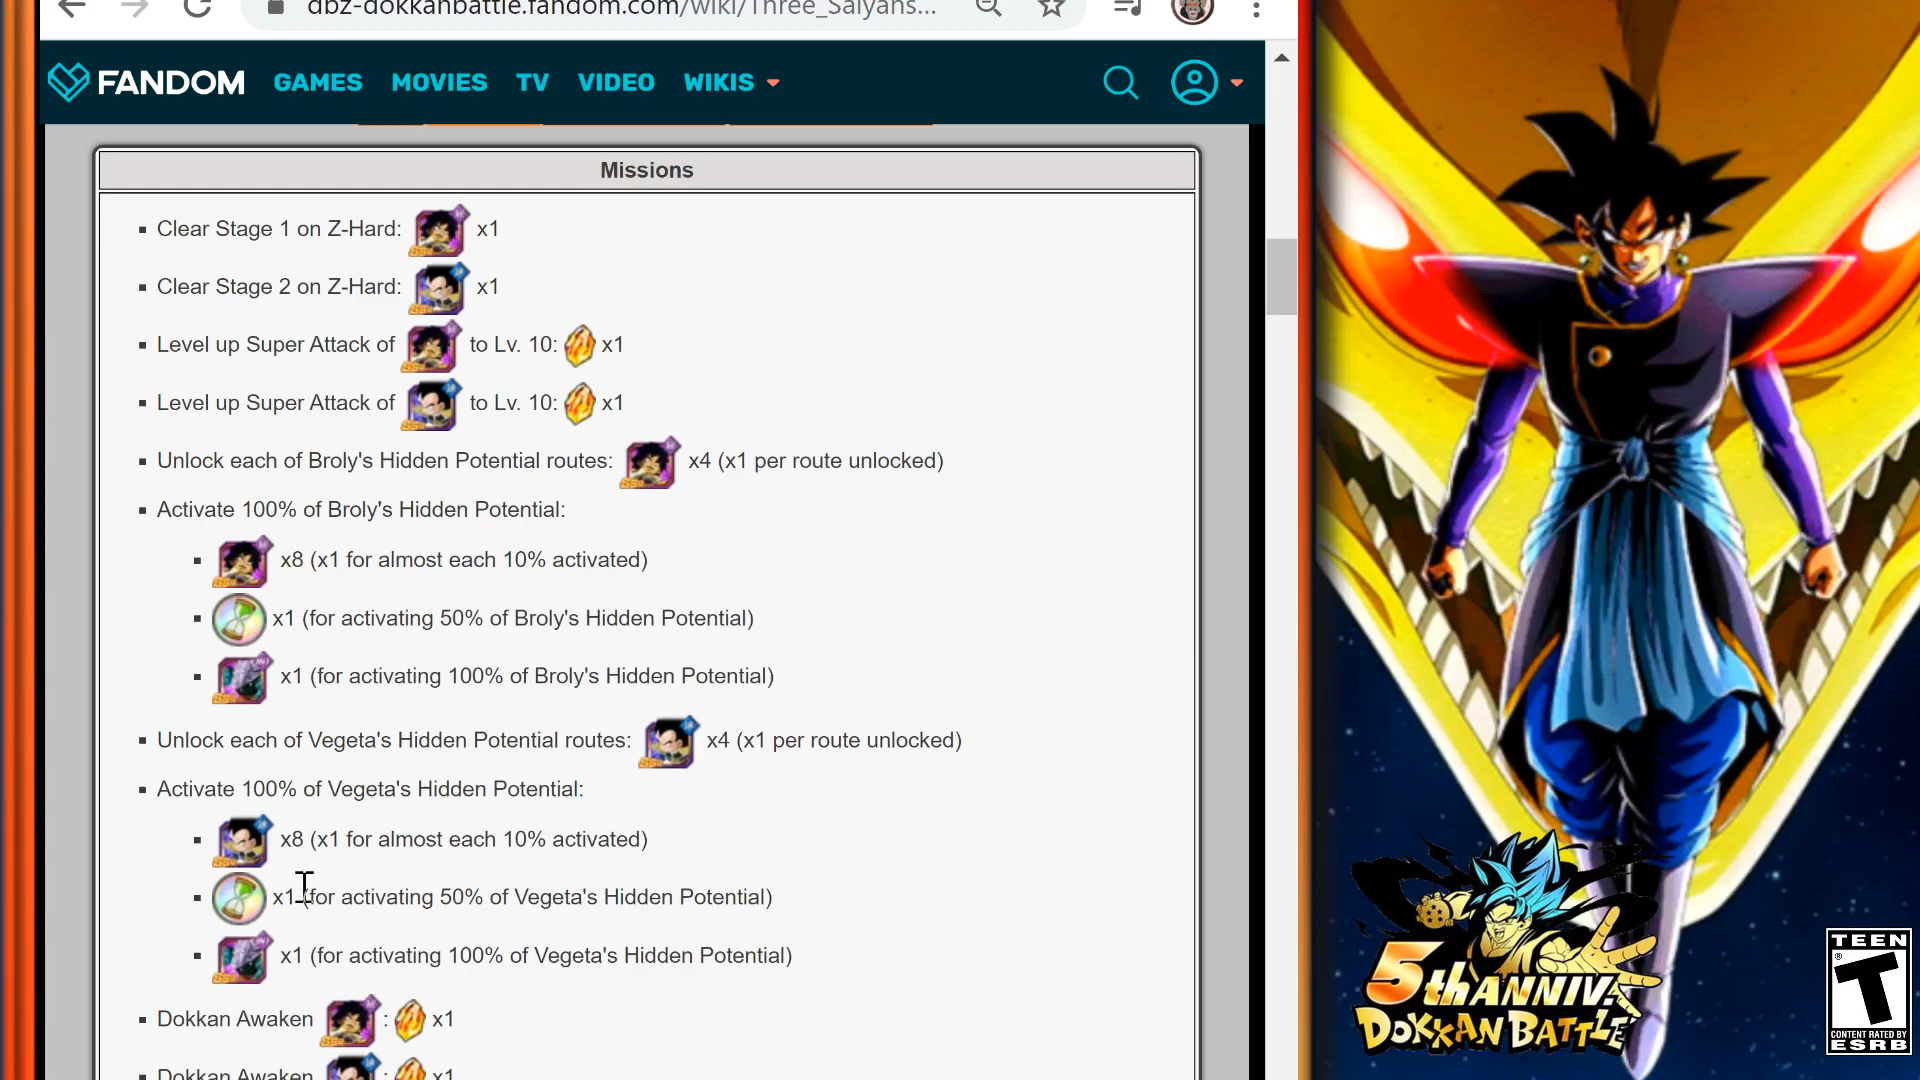 dbz-dokkanbattle.fandom.com/wiki/Three_Saiyans...
FANDOM GAMES MOVIES TV VIDEO WIKIS
Missions
Clear Stage 1 on Z-Hard: x1
Clear Stage 2 on Z-Hard: x1
Level up Super Attack of to Lv. 10: x1
Level up Super Attack of to Lv. 10: x1
Unlock each of Broly's Hidden Potential routes: x4 (x1 per route unlocked)
Activate 100% of Broly's Hidden Potential:
x8 (x1 for almost each 10% activated)
x1 (for activating 50% of Broly's Hidden Potential)
x1 (for activating 100% of Broly's Hidden Potential)
Unlock each of Vegeta's Hidden Potential routes: x4 (x1 per route unlocked)
Activate 100% of Vegeta's Hidden Potential:
x8 (x1 for almost each 10% activated)
x1 (for activating 50% of Vegeta's Hidden Potential)
x1 (for activating 100% of Vegeta's Hidden Potential)
Dokkan Awaken : x1
Dokkan Awaken : x1
5th ANNIV.
DOKKAN BATTLE
TEEN
T
®
CONTENT RATED BY
ESRB